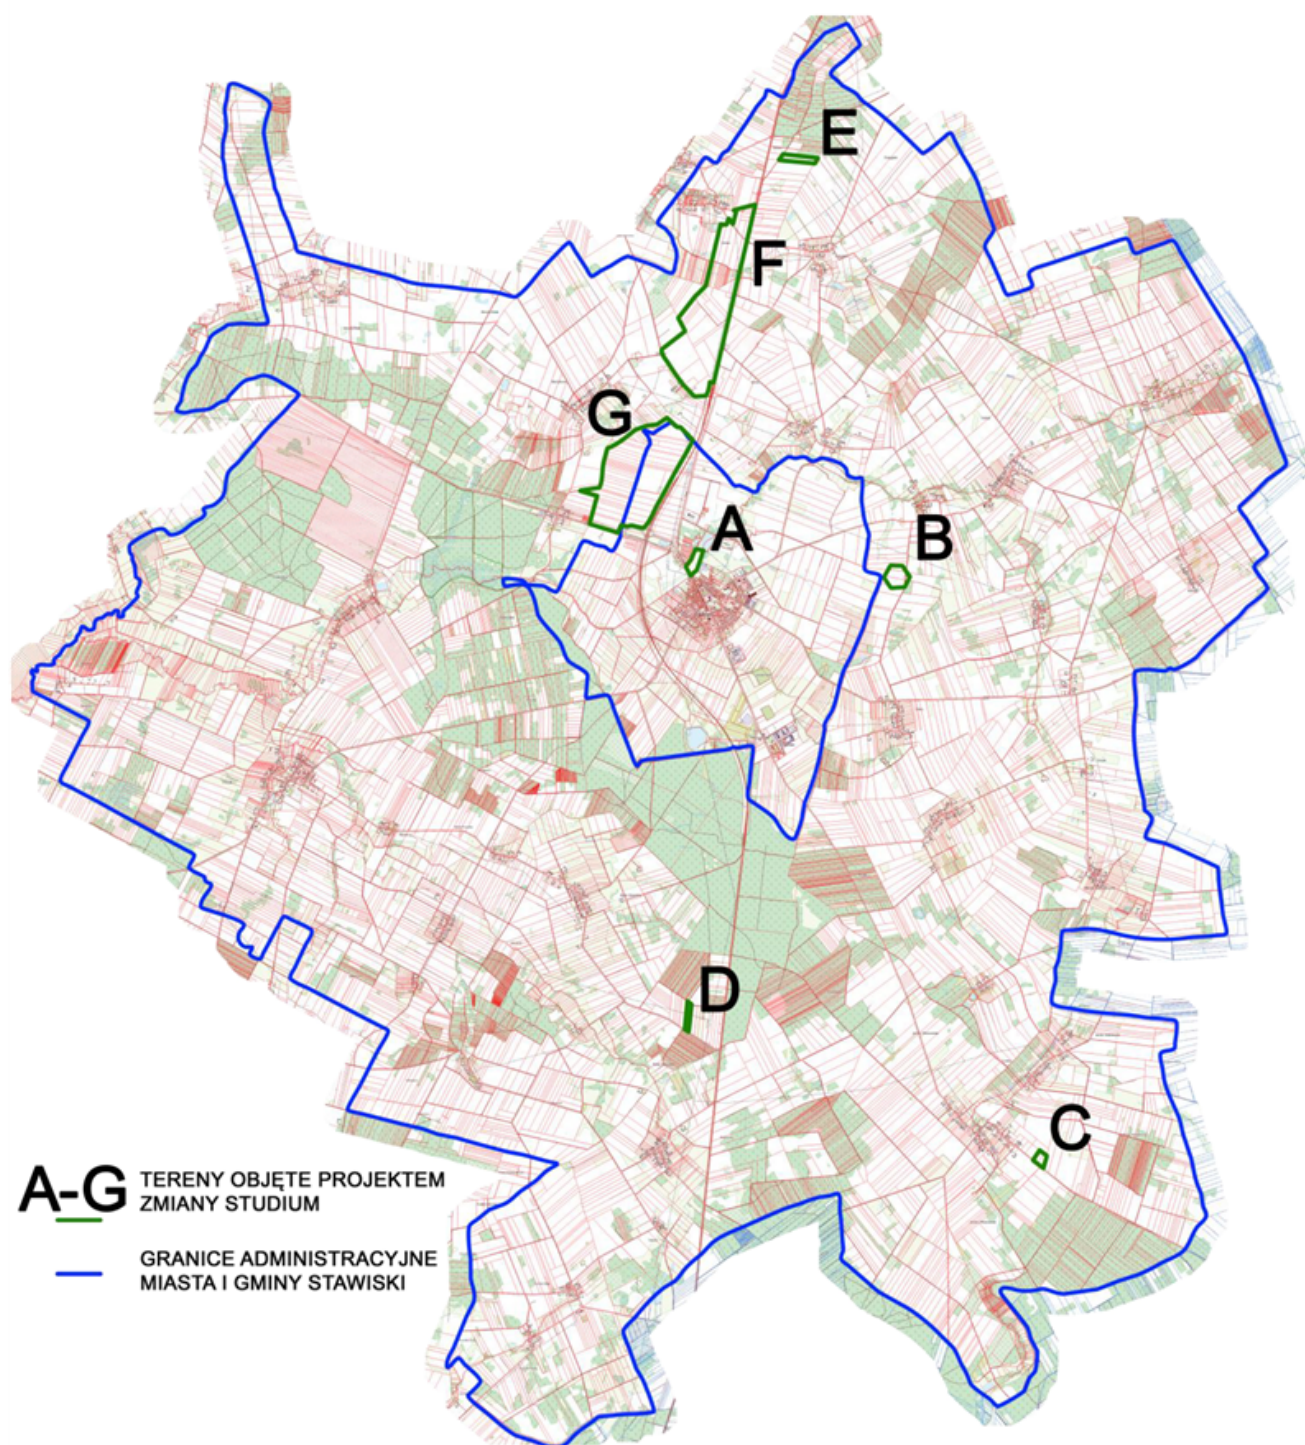 E
F
G
A
B
D
C
A-G TERENY OBJĘTE PROJEKTEM
ZMIANY STUDIUM
GRANICE ADMINISTRACYJNE
MIASTA I GMINY STAWISKI